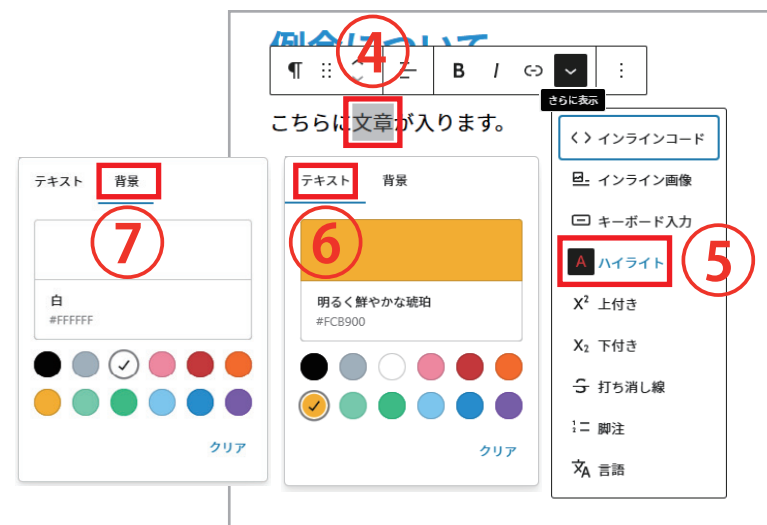 例会について
④
B I
さらに表示
こちらに文章が入ります。
インラインコード
インライン画像
キーボード入力
A ハイライト
⑤
X² 上付き
X₂ 下付き
S 打ち消し線
脚注
文A 言語
テキスト 背景
⑥
明るく鮮やかな琥珀
#FCB900
クリア
テキスト 背景
⑦
白
#FFFFFF
クリア